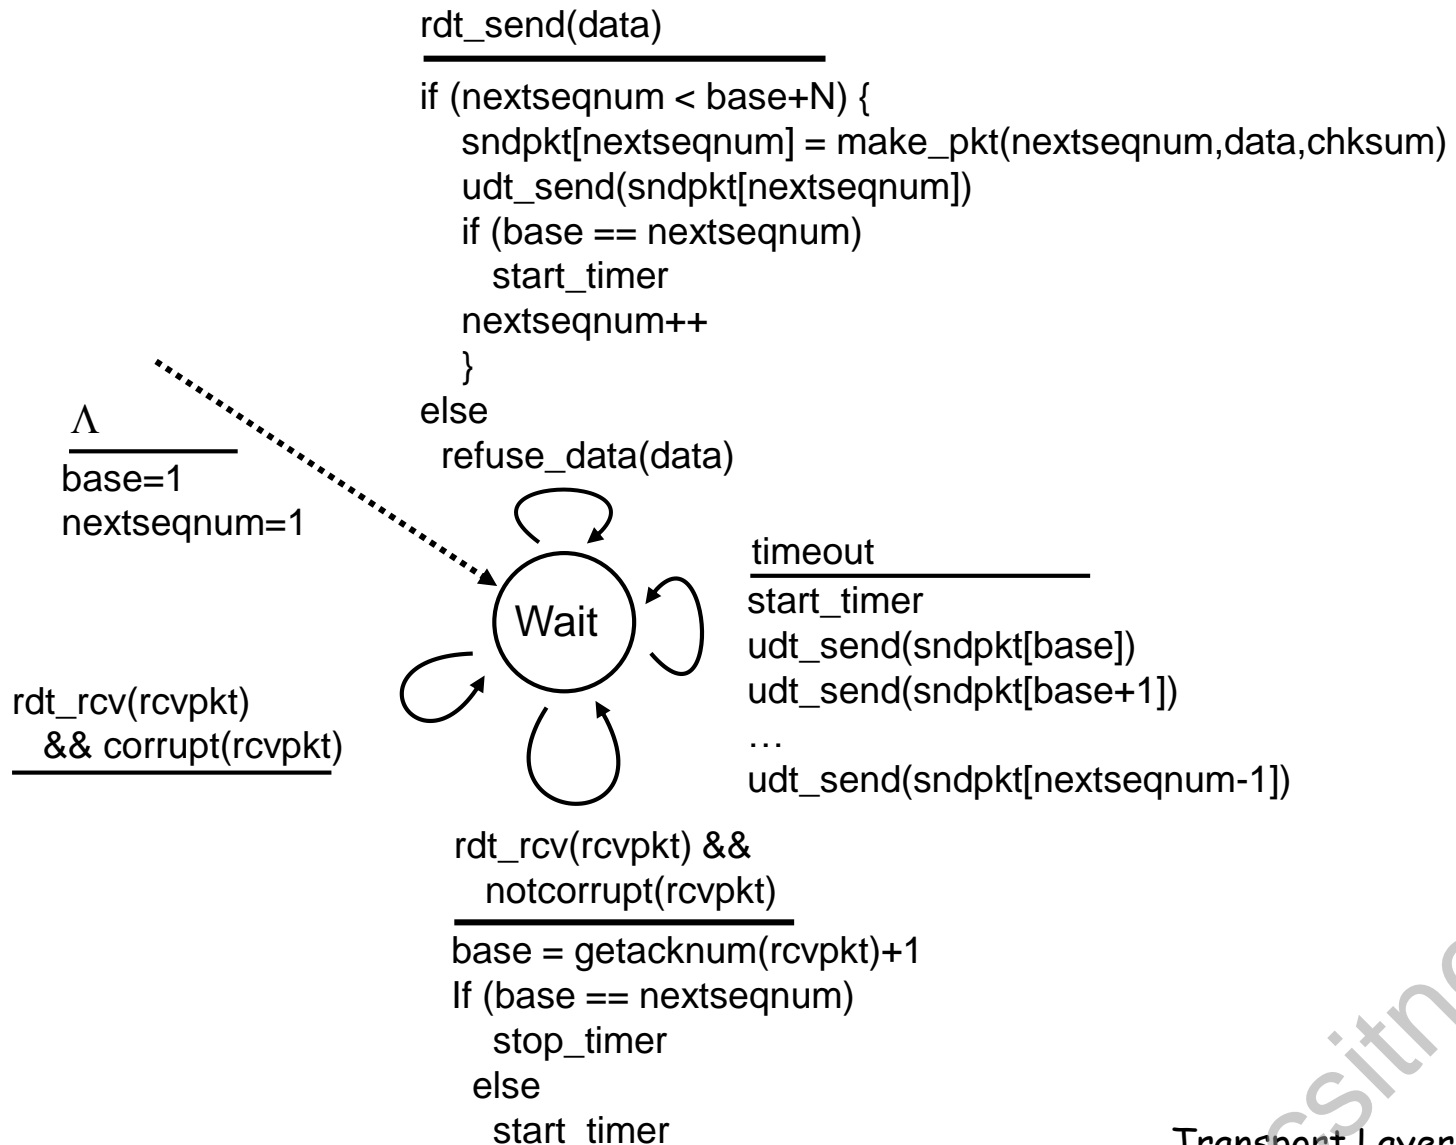 rdt_send(data)
if (nextseqnum < base+N) {
sndpkt[nextseqnum] = make_pkt(nextseqnum,data,chksum)
udt_send(sndpkt[nextseqnum])
if (base == nextseqnum)
start_timer
nextseqnum++
}
else
refuse_data(data)
Λ
base=1
nextseqnum=1
Wait
timeout
start_timer
udt_send(sndpkt[base])
udt_send(sndpkt[base+1])
…
udt_send(sndpkt[nextseqnum-1])
rdt_rcv(rcvpkt)
&& corrupt(rcvpkt)
rdt_rcv(rcvpkt) &&
notcorrupt(rcvpkt)
base = getacknum(rcvpkt)+1
If (base == nextseqnum)
stop_timer
else
start_timer
Transport Layer